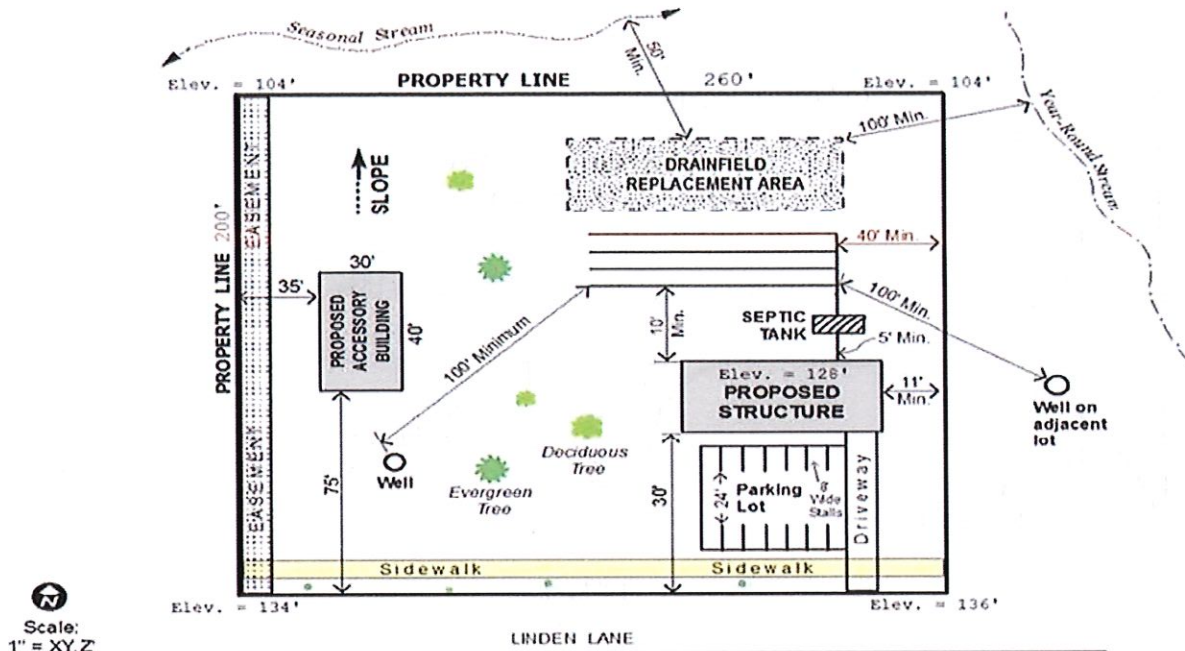 Seasonal Stream
50' Min.
Elev. = 104'
PROPERTY LINE
260'
Elev. = 104'
100' Min.
Year-Round Stream
EASEMENT
SLOPE
DRAINFIELD
REPLACEMENT AREA
PROPERTY LINE 200'
40' Min.
30'
35'
PROPOSED
ACCESSORY
BUILDING
40'
100' Minimum
10'
Min.
SEPTIC
TANK
100' Min.
5' Min.
Elev. = 128'
PROPOSED
STRUCTURE
11'
Min.
Well on
adjacent
lot
EASEMENT
75'
Well
Deciduous
Tree
Evergreen
Tree
30'
24'
Parking
Lot
8'
Wide
Stalls
Driveway
Sidewalk
Sidewalk
Elev. = 134'
Elev. = 136'
N
Scale:
1" = XY.Z'
LINDEN LANE